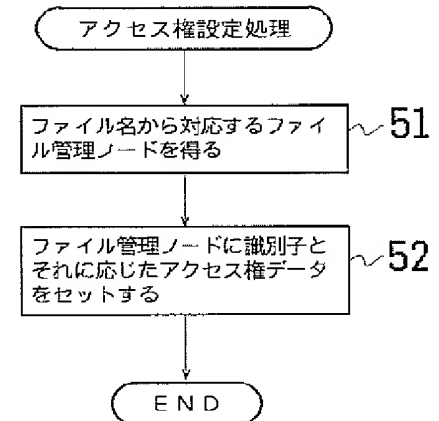 アクセス権設定処理
ファイル名から対応するファイ
ル管理ノードを得る
51
ファイル管理ノードに識別子と
それに応じたアクセス権データ
をセットする
52
END